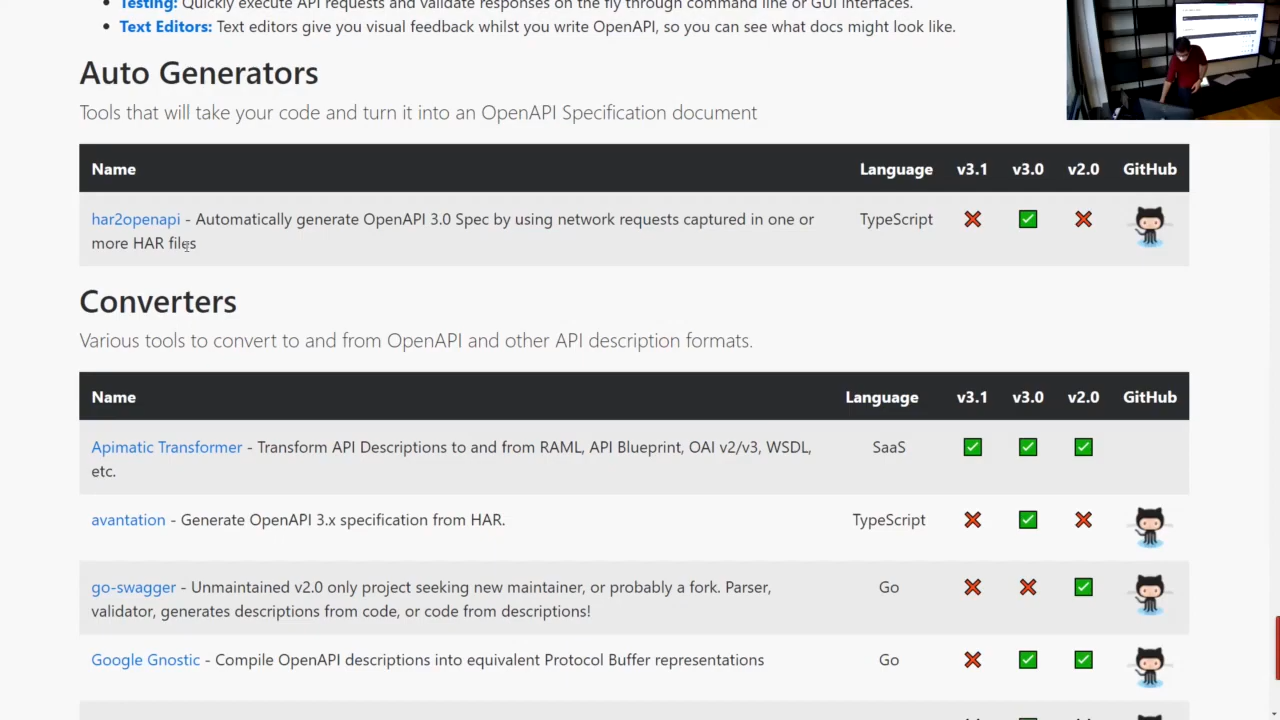 Testing: Quickly execute API requests and validate responses on the fly through command line or GUI interfaces.
Text Editors: Text editors give you visual feedback whilst you write OpenAPI, so you can see what docs might look like.
Auto Generators
Tools that will take your code and turn it into an OpenAPI Specification document
Name Language v3.1 v3.0 v2.0 GitHub
har2openapi - Automatically generate OpenAPI 3.0 Spec by using network requests captured in one or TypeScript
more HAR files
Converters
Various tools to convert to and from OpenAPI and other API description formats.
Name Language v3.1 v3.0 v2.0 GitHub
Apimatic Transformer - Transform API Descriptions to and from RAML, API Blueprint, OAI v2/v3, WSDL, SaaS
etc.
avantation - Generate OpenAPI 3.x specification from HAR. TypeScript
go-swagger - Unmaintained v2.0 only project seeking new maintainer, or probably a fork. Parser, Go
validator, generates descriptions from code, or code from descriptions!
Google Gnostic - Compile OpenAPI descriptions into equivalent Protocol Buffer representations Go